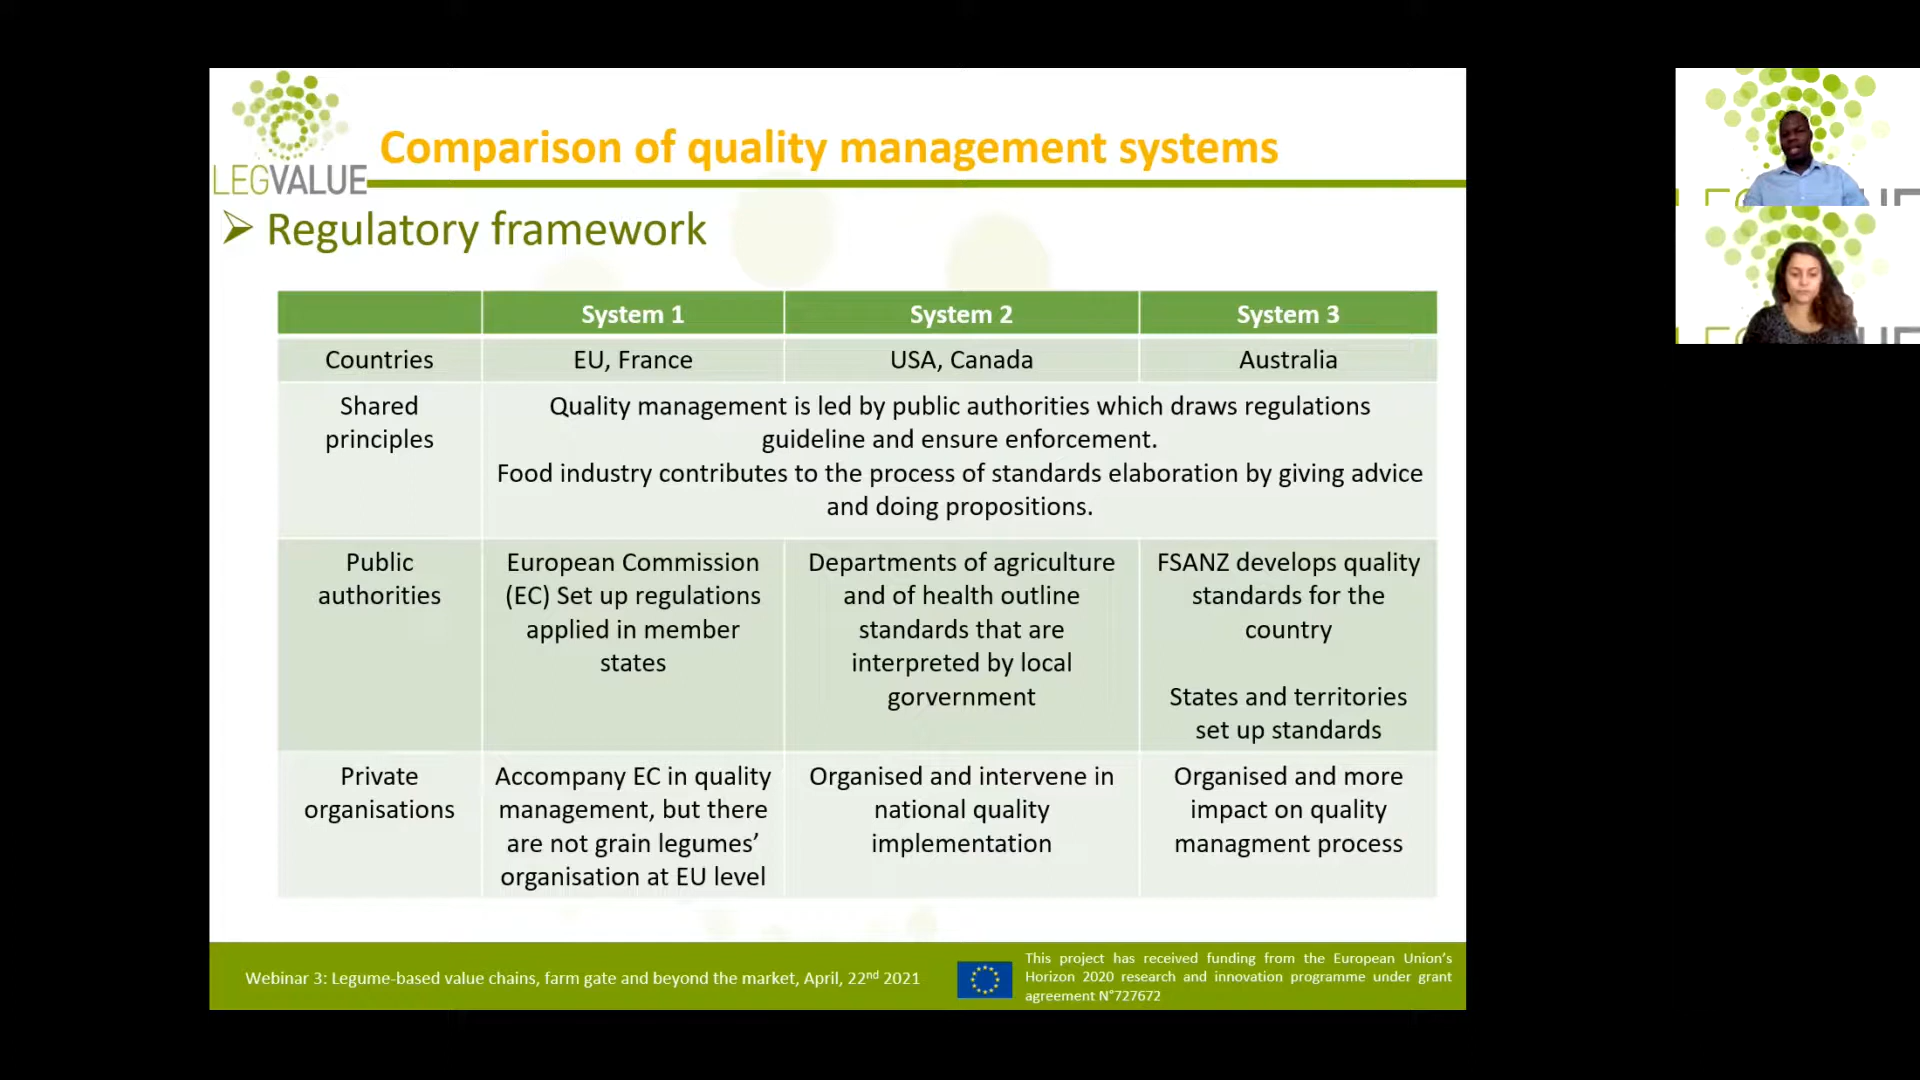 LEGVALUE
Comparison of quality management systems
Regulatory framework
System 1
System 2
System 3
Countries
EU, France
USA, Canada
Australia
Shared
principles
Quality management is led by public authorities which draws regulations
guideline and ensure enforcement.
Food industry contributes to the process of standards elaboration by giving advice
and doing propositions.
Public
authorities
European Commission
(EC) Set up regulations
applied in member
states
Departments of agriculture
and of health outline
standards that are
interpreted by local
gorvernment
FSANZ develops quality
standards for the
country
States and territories
set up standards
Private
organisations
Accompany EC in quality
management, but there
are not grain legumes’
organisation at EU level
Organised and intervene in
national quality
implementation
Organised and more
impact on quality
managment process
Webinar 3: Legume-based value chains, farm gate and beyond the market, April, 22nd 2021
This project has received funding from the European Union’s
Horizon 2020 research and innovation programme under grant
agreement N°727672